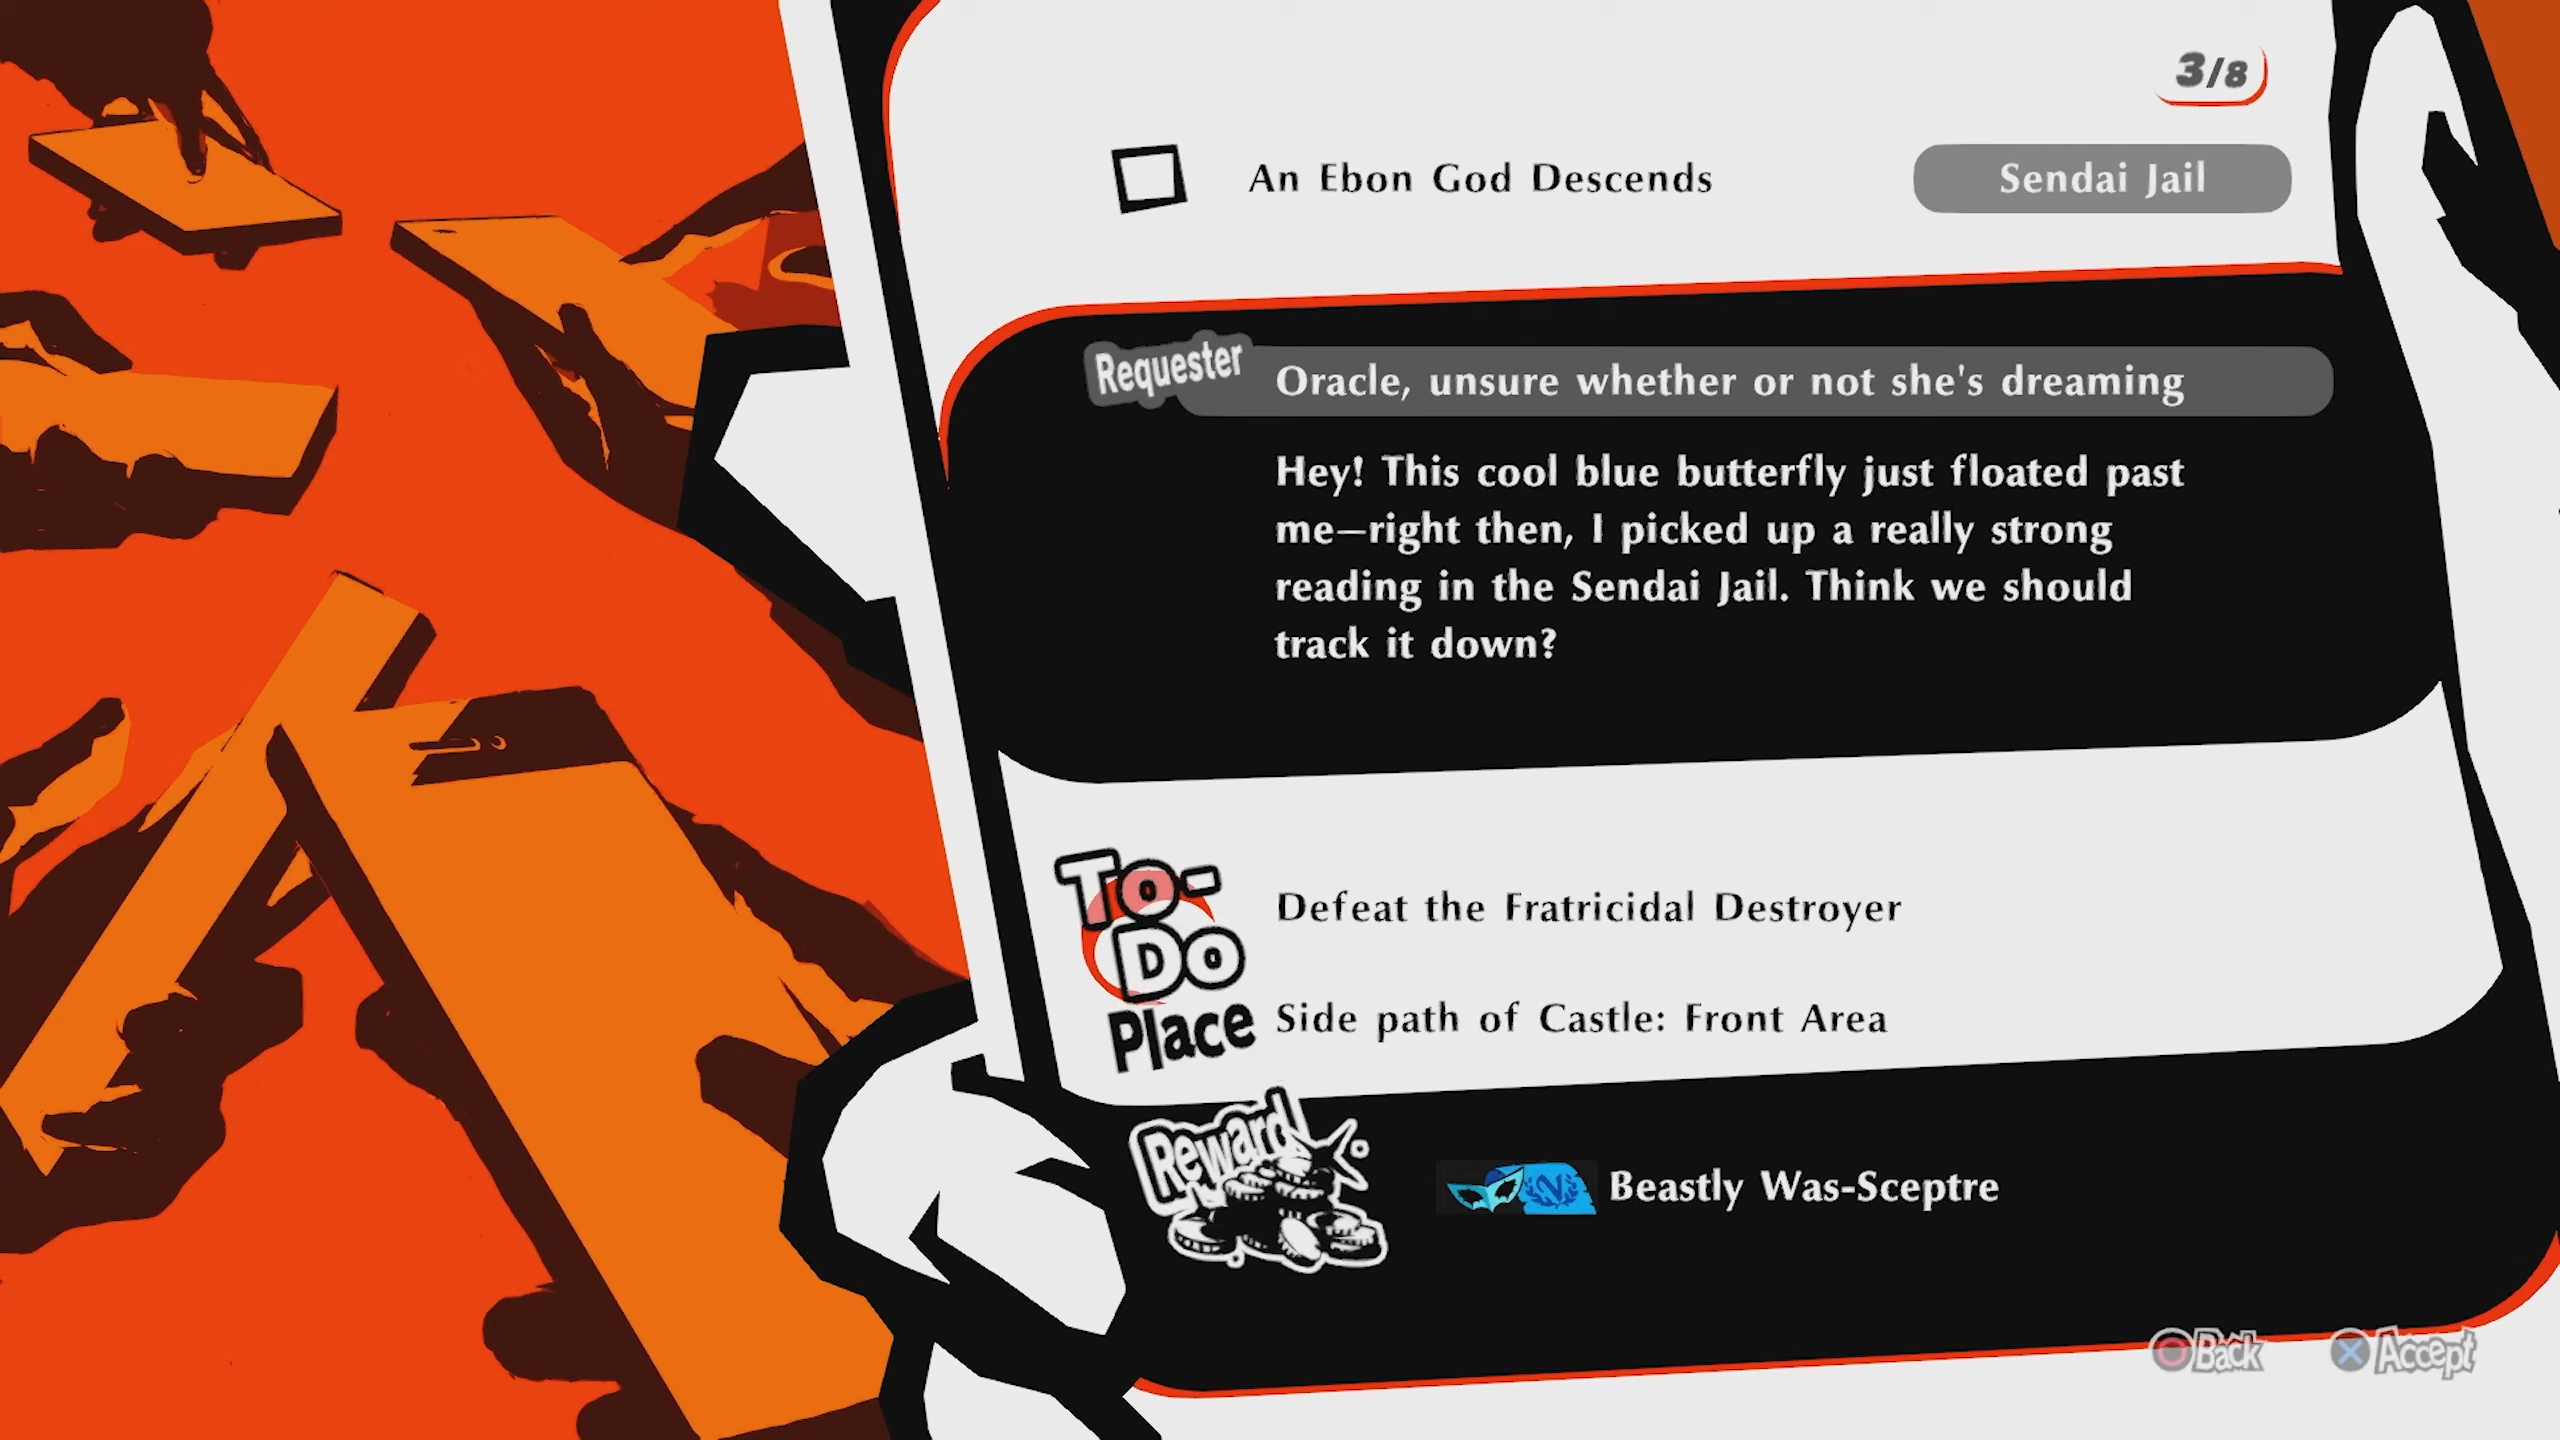 3/8
An Ebon God Descends
Sendai Jail
Requester
Oracle, unsure whether or not she's dreaming
Hey! This cool blue butterfly just floated past
me—right then, I picked up a really strong
reading in the Sendai Jail. Think we should
track it down?
To-
Do
Defeat the Fratricidal Destroyer
Place
Side path of Castle: Front Area
Reward
Beastly Was-Sceptre
Back
Accept